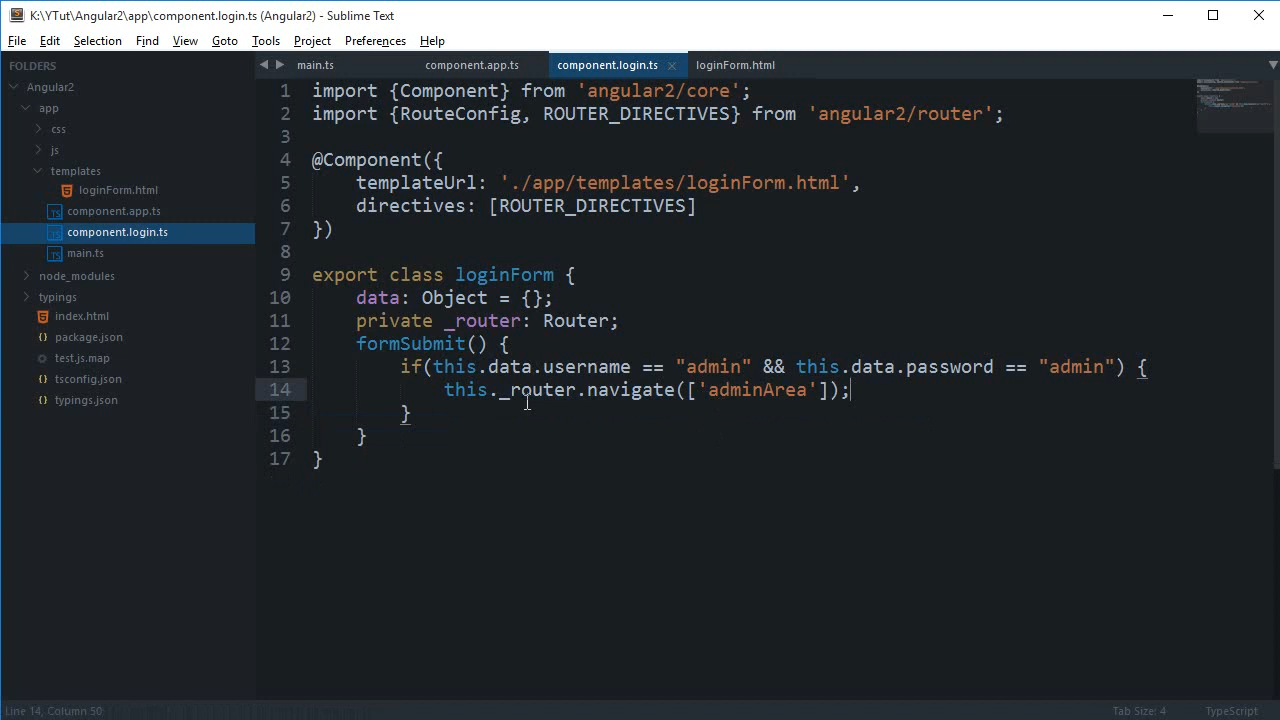 K:\YTut\Angular2\app\component.login.ts (Angular2) - Sublime Text
File Edit Selection Find View Goto Tools Project Preferences Help
FOLDERS
Angular2
app
css
js
templates
loginForm.html
component.app.ts
component.login.ts
main.ts
node_modules
typings
index.html
package.json
test.js.map
tsconfig.json
typings.json
main.ts component.app.ts component.login.ts loginForm.html
1 import {Component} from 'angular2/core';
2 import {RouteConfig, ROUTER_DIRECTIVES} from 'angular2/router';
3
4 @Component({
5 templateUrl: './app/templates/loginForm.html',
6 directives: [ROUTER_DIRECTIVES]
7 })
8
9 export class loginForm {
10 data: Object = {};
11 private _router: Router;
12 formSubmit() {
13 if(this.data.username == "admin" && this.data.password == "admin") {
14 this._router.navigate(['adminArea']);
15 }
16 }
17 }
Line 14, Column 50 Tab Size: 4 TypeScript